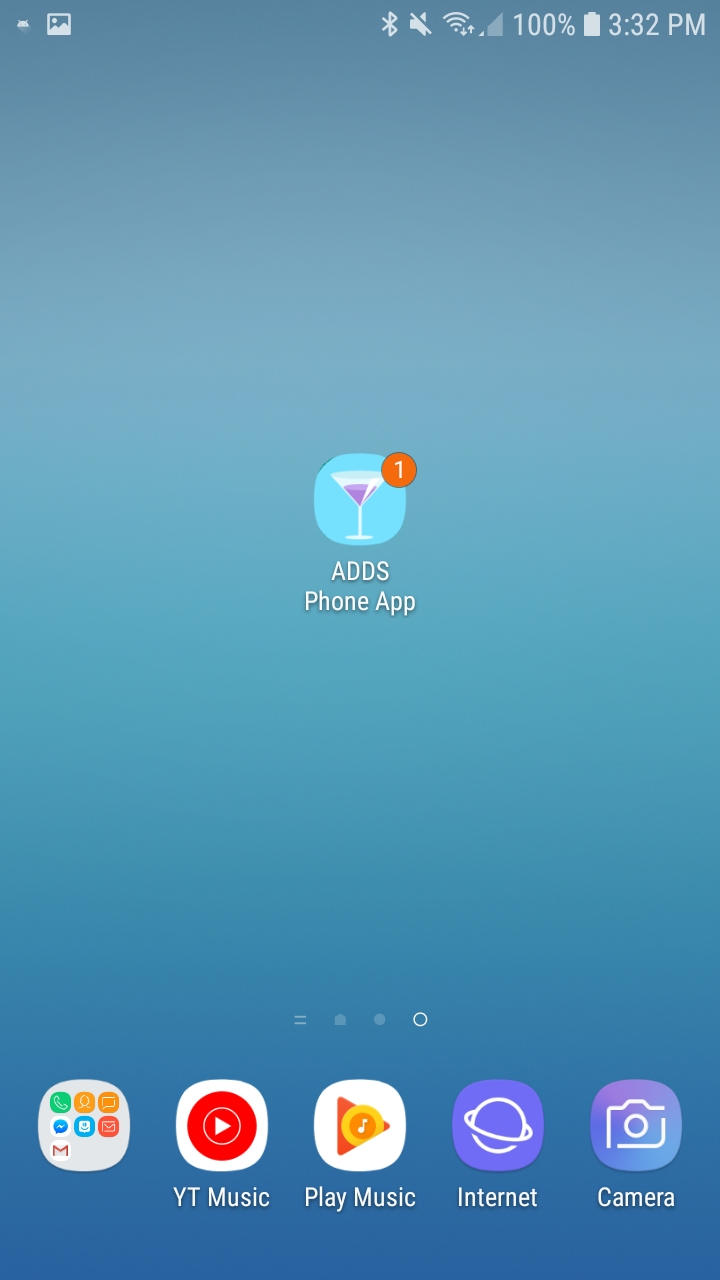 100% 3:32 PM
1
ADDS
Phone App
YT Music Play Music Internet Camera